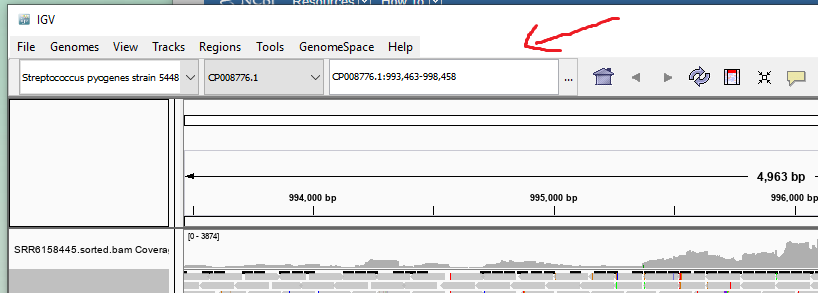 Resources How To
IGV
File Genomes View Tracks Regions Tools GenomeSpace Help
Streptococcus pyogenes strain 5448 CP008776.1 CP008776.1:993,463-998,458 ...
4,963 bp
994,000 bp 995,000 bp 996,000 bp
[0 - 3874]
SRR6158445.sorted.bam Covera